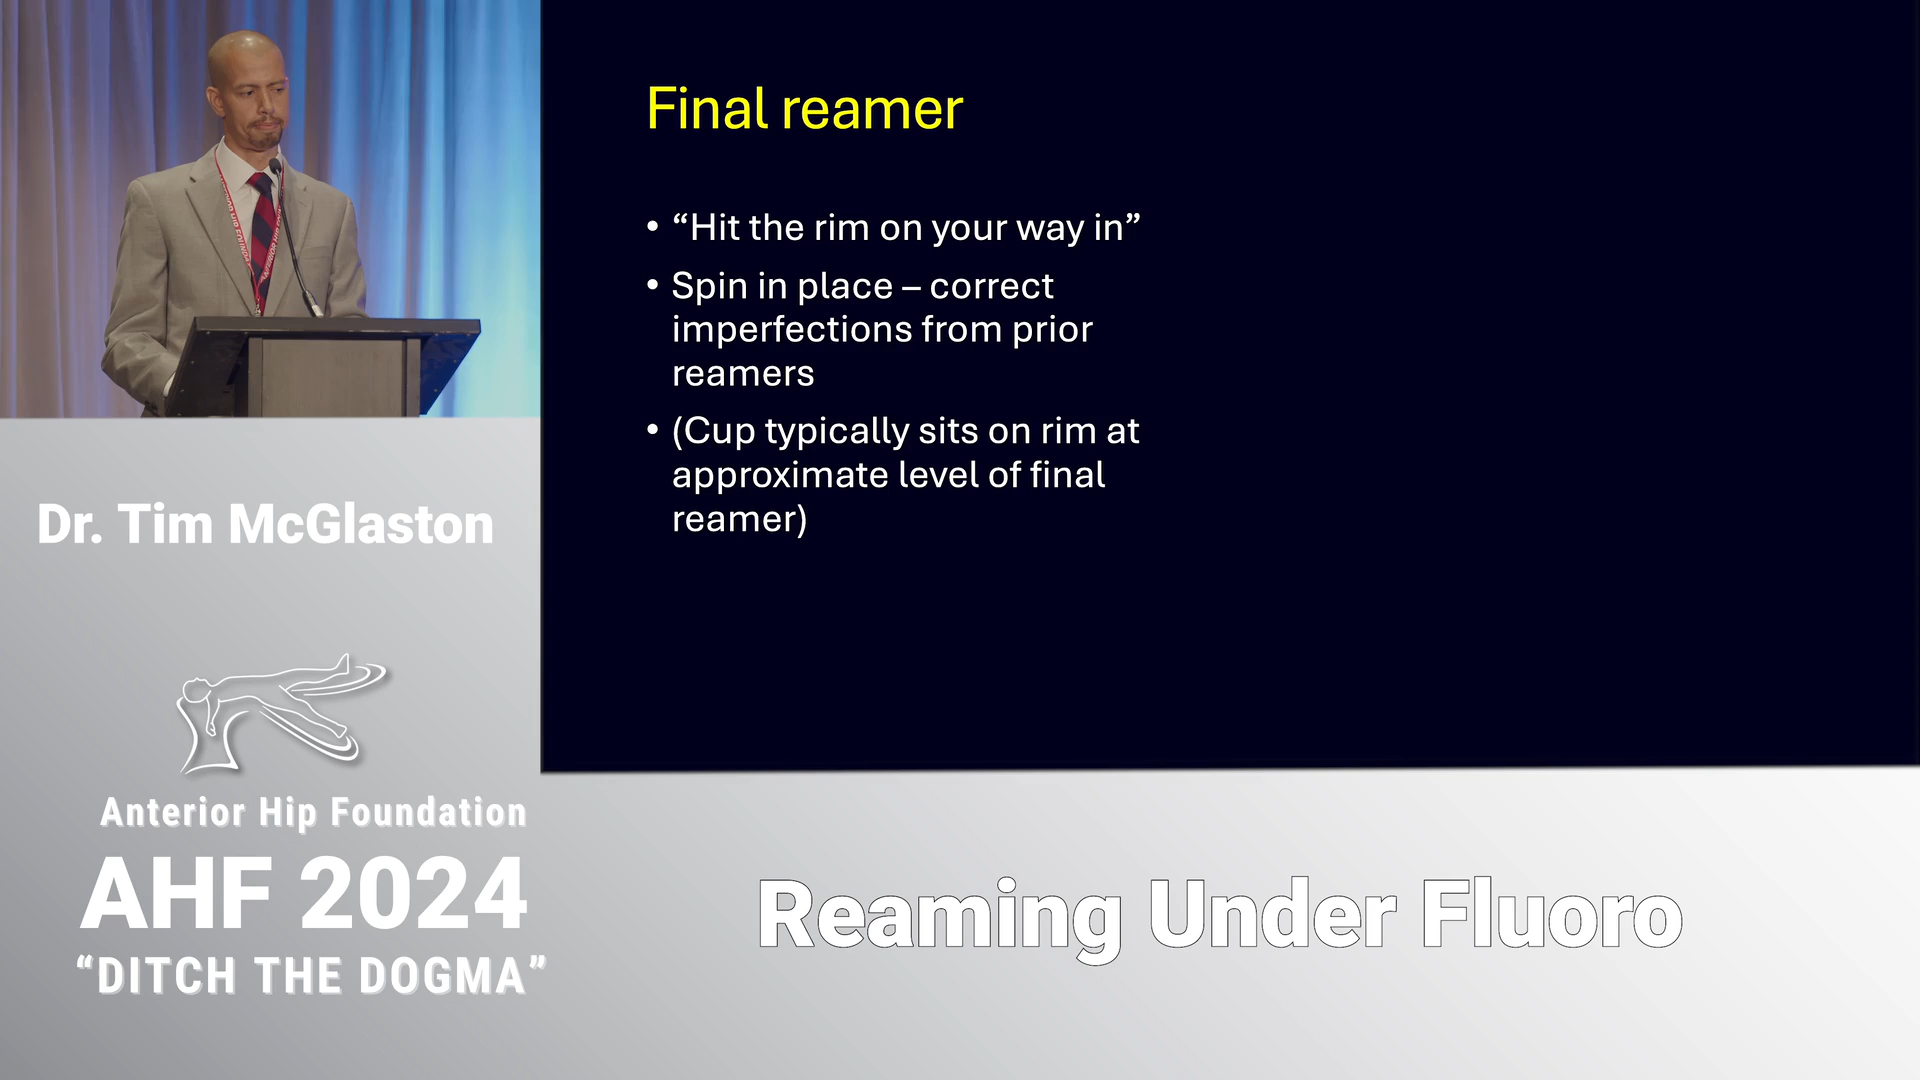 Final reamer
• “Hit the rim on your way in”
• Spin in place – correct
imperfections from prior
reamers
• (Cup typically sits on rim at
approximate level of final
reamer)
Dr. Tim McGlaston
Anterior Hip Foundation
AHF 2024
“DITCH THE DOGMA”
Reaming Under Fluoro